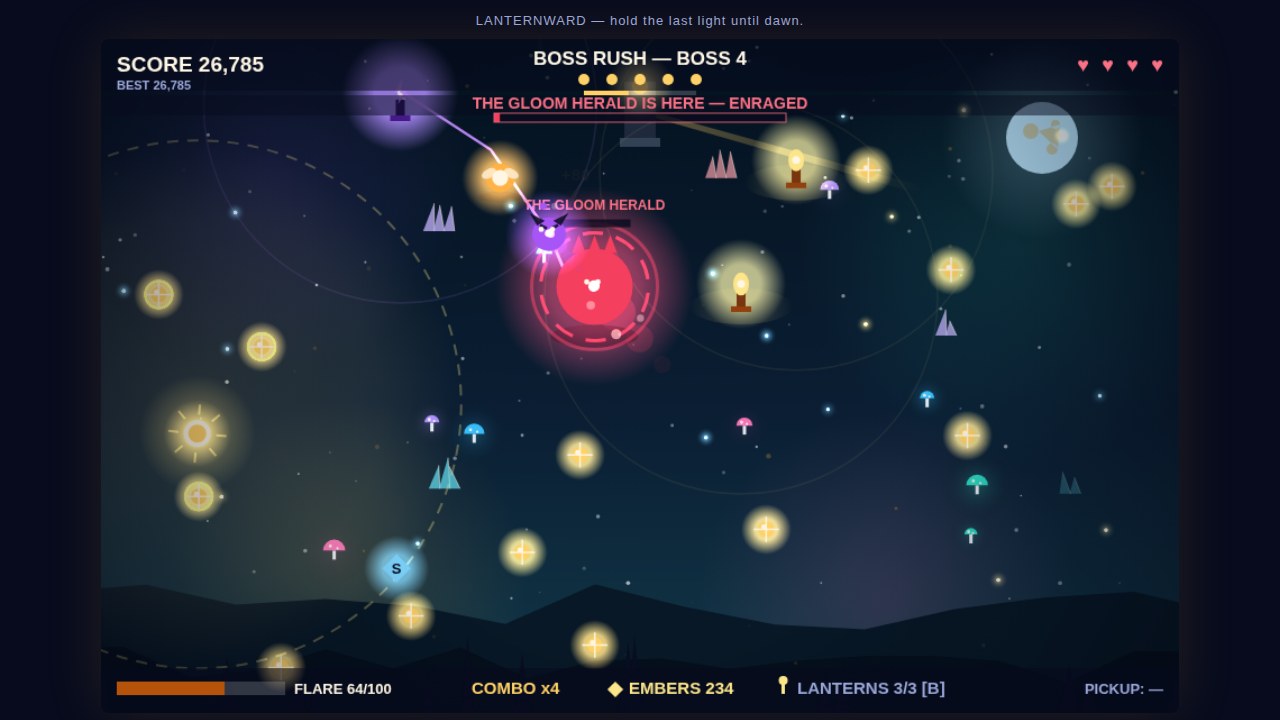 LANTERNWARD — hold the last light until dawn.
SCORE 26,785
BEST 26,785
BOSS RUSH — BOSS 4
♥ ♥ ♥ ♥
THE GLOOM HERALD IS HERE — ENRAGED
THE GLOOM HERALD
S
FLARE 64/100
COMBO x4
◆ EMBERS 234
LANTERNS 3/3 [B]
PICKUP: —